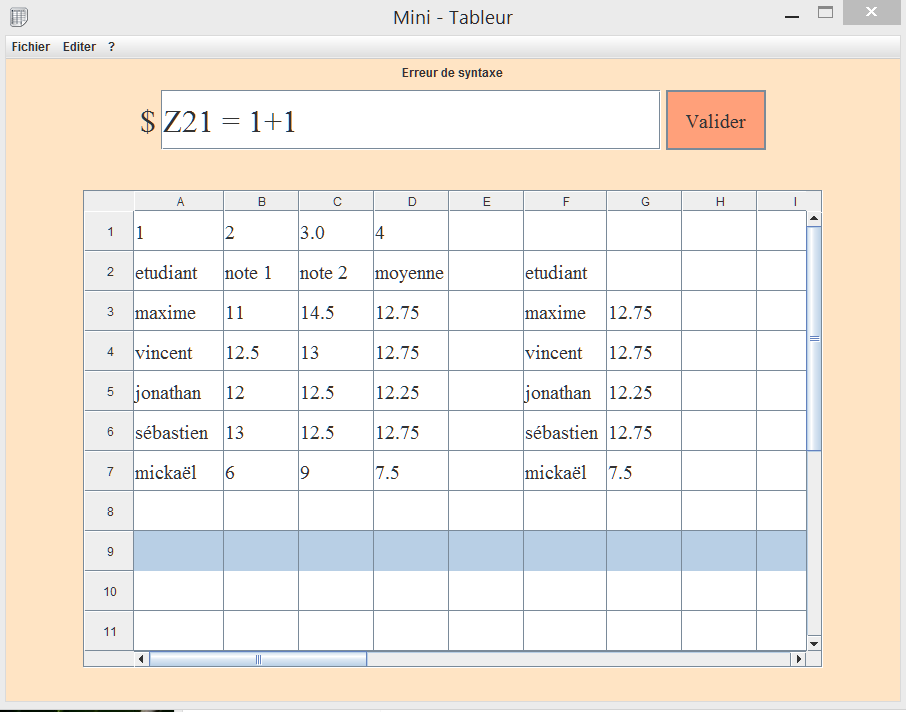 Mini - Tableur
Fichier Editer ?
Erreur de syntaxe
$ Z21 = 1+1 Valider
A B C D E F G H I
1 1 2 3.0 4
2 etudiant note 1 note 2 moyenne etudiant
3 maxime 11 14.5 12.75 maxime 12.75
4 vincent 12.5 13 12.75 vincent 12.75
5 jonathan 12 12.5 12.25 jonathan 12.25
6 sébastien 13 12.5 12.75 sébastien 12.75
7 mickaël 6 9 7.5 mickaël 7.5
8
9
10
11